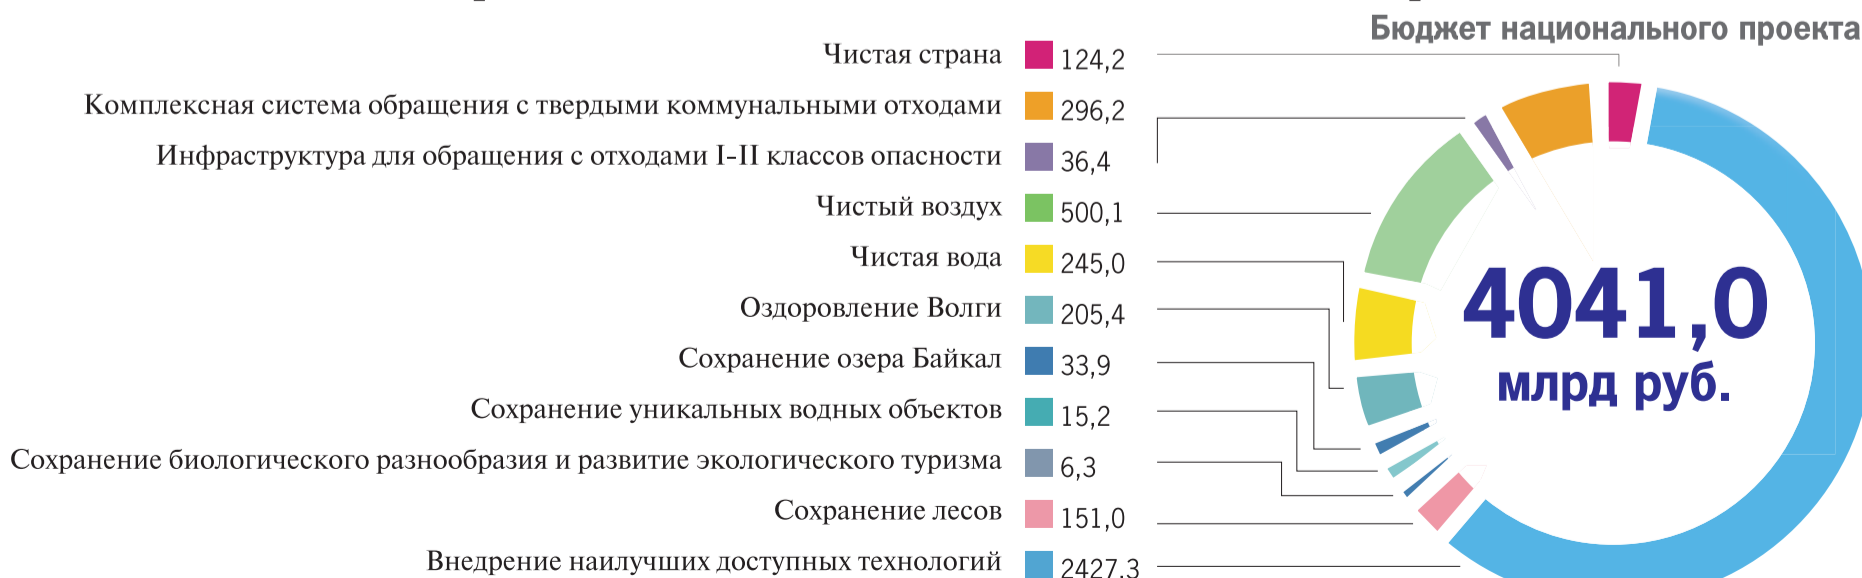 Бюджет национального проекта
Чистая страна 124,2
Комплексная система обращения с твердыми коммунальными отходами 296,2
Инфраструктура для обращения с отходами I-II классов опасности 36,4
Чистый воздух 500,1
Чистая вода 245,0
Оздоровление Волги 205,4
Сохранение озера Байкал 33,9
Сохранение уникальных водных объектов 15,2
Сохранение биологического разнообразия и развитие экологического туризма 6,3
Сохранение лесов 151,0
Внедрение наилучших доступных технологий 2427,3
4041,0
млрд руб.